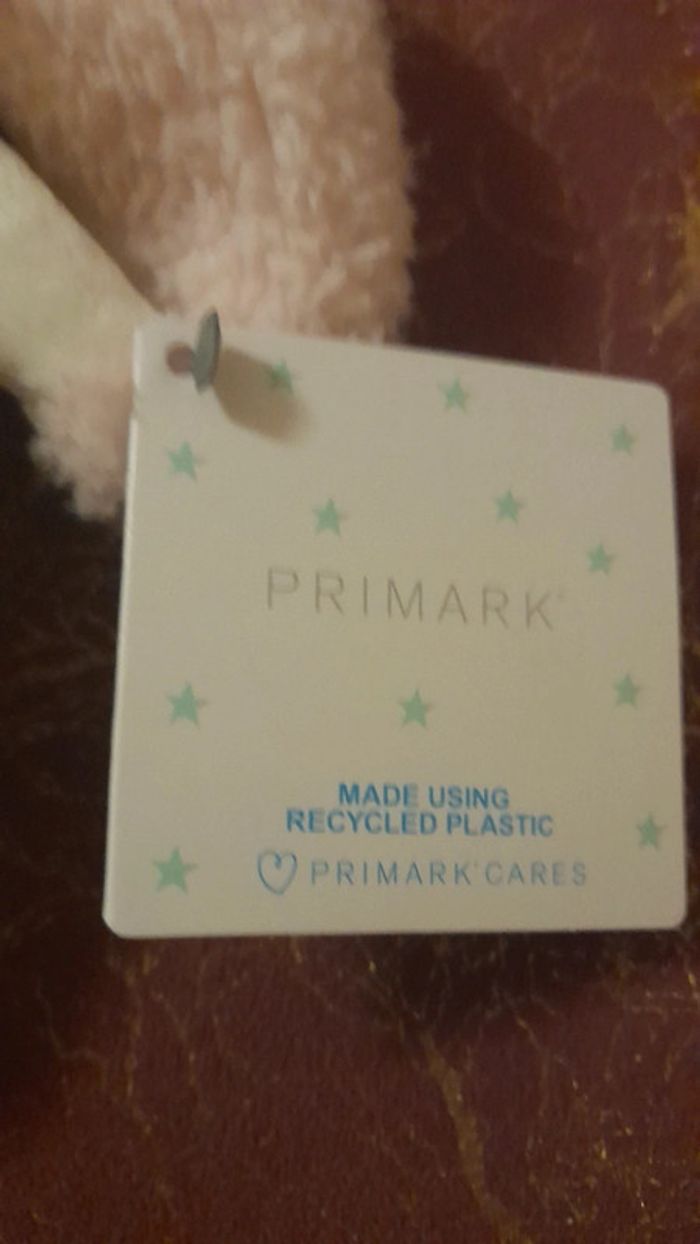 PRIMARK®
MADE USING
RECYCLED PLASTIC
PRIMARK® CARES